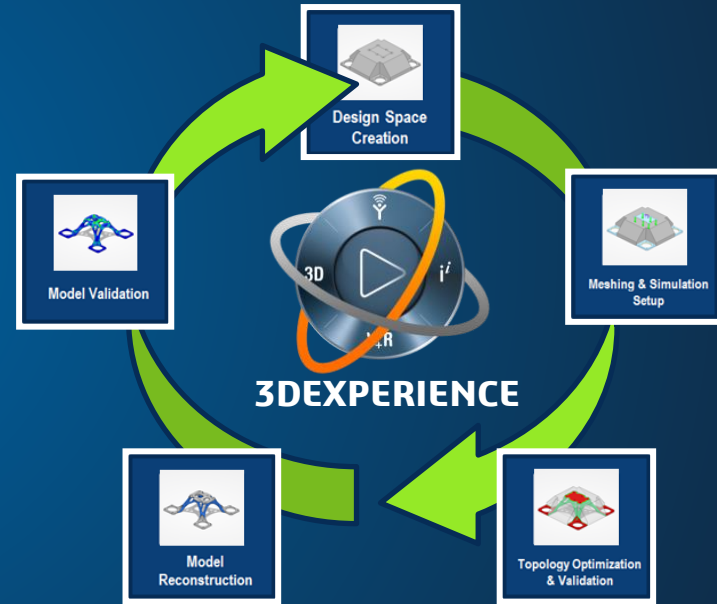 Design Space
Creation
Model Validation
3D
i i
V+R
Meshing & Simulation
Setup
3DEXPERIENCE
Model
Reconstruction
Topology Optimization
& Validation